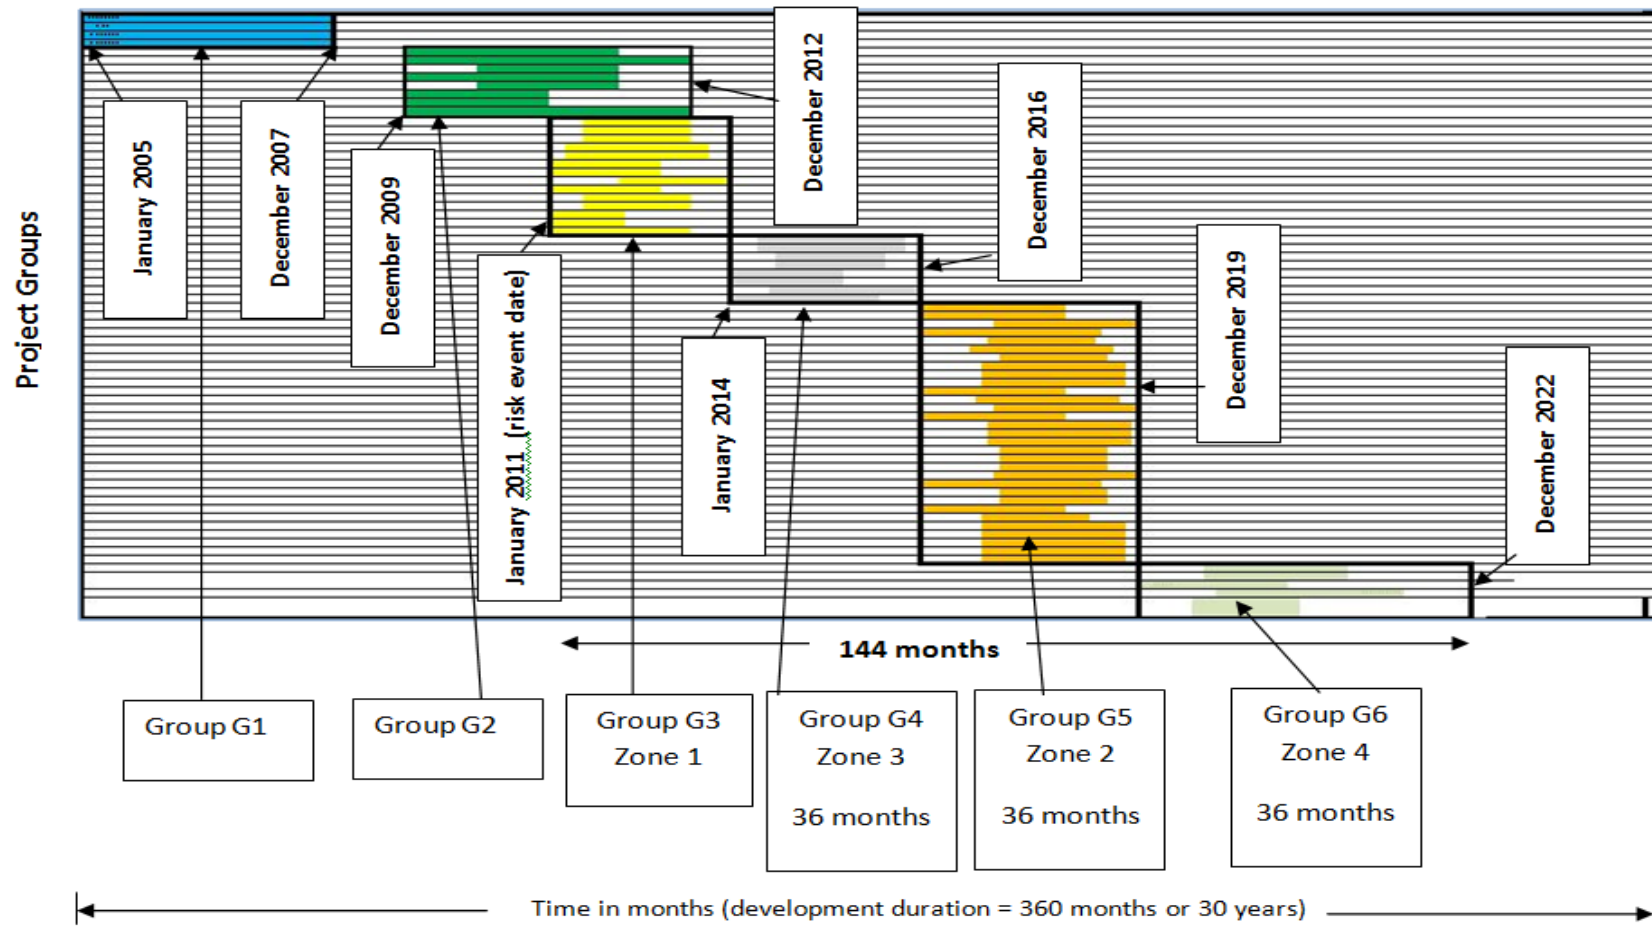 Project Groups
January 2005
December 2007
December 2009
January 2011 (risk event date)
December 2012
January 2014
December 2016
December 2019
December 2022
144 months
Group G1
Group G2
Group G3
Zone 1
Group G4
Zone 3
36 months
Group G5
Zone 2
36 months
Group G6
Zone 4
36 months
Time in months (development duration = 360 months or 30 years)